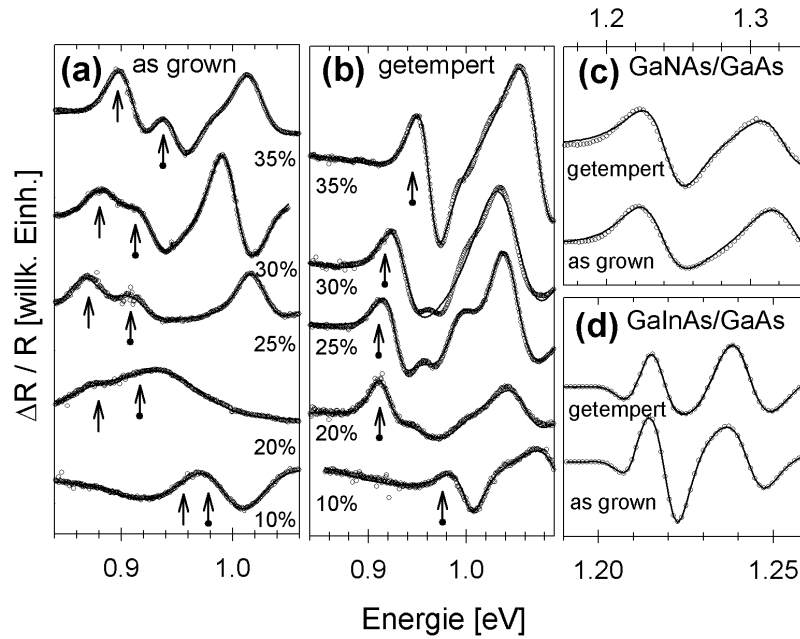 1.2 1.3
(a) as grown
35%
30%
25%
20%
10%
(b) getempert
35%
30%
25%
20%
10%
(c) GaNAs/GaAs
getempert
as grown
(d) GaInAs/GaAs
getempert
as grown
ΔR / R [willk. Einh.]
0.9 1.0 0.9 1.0 1.20 1.25
Energie [eV]